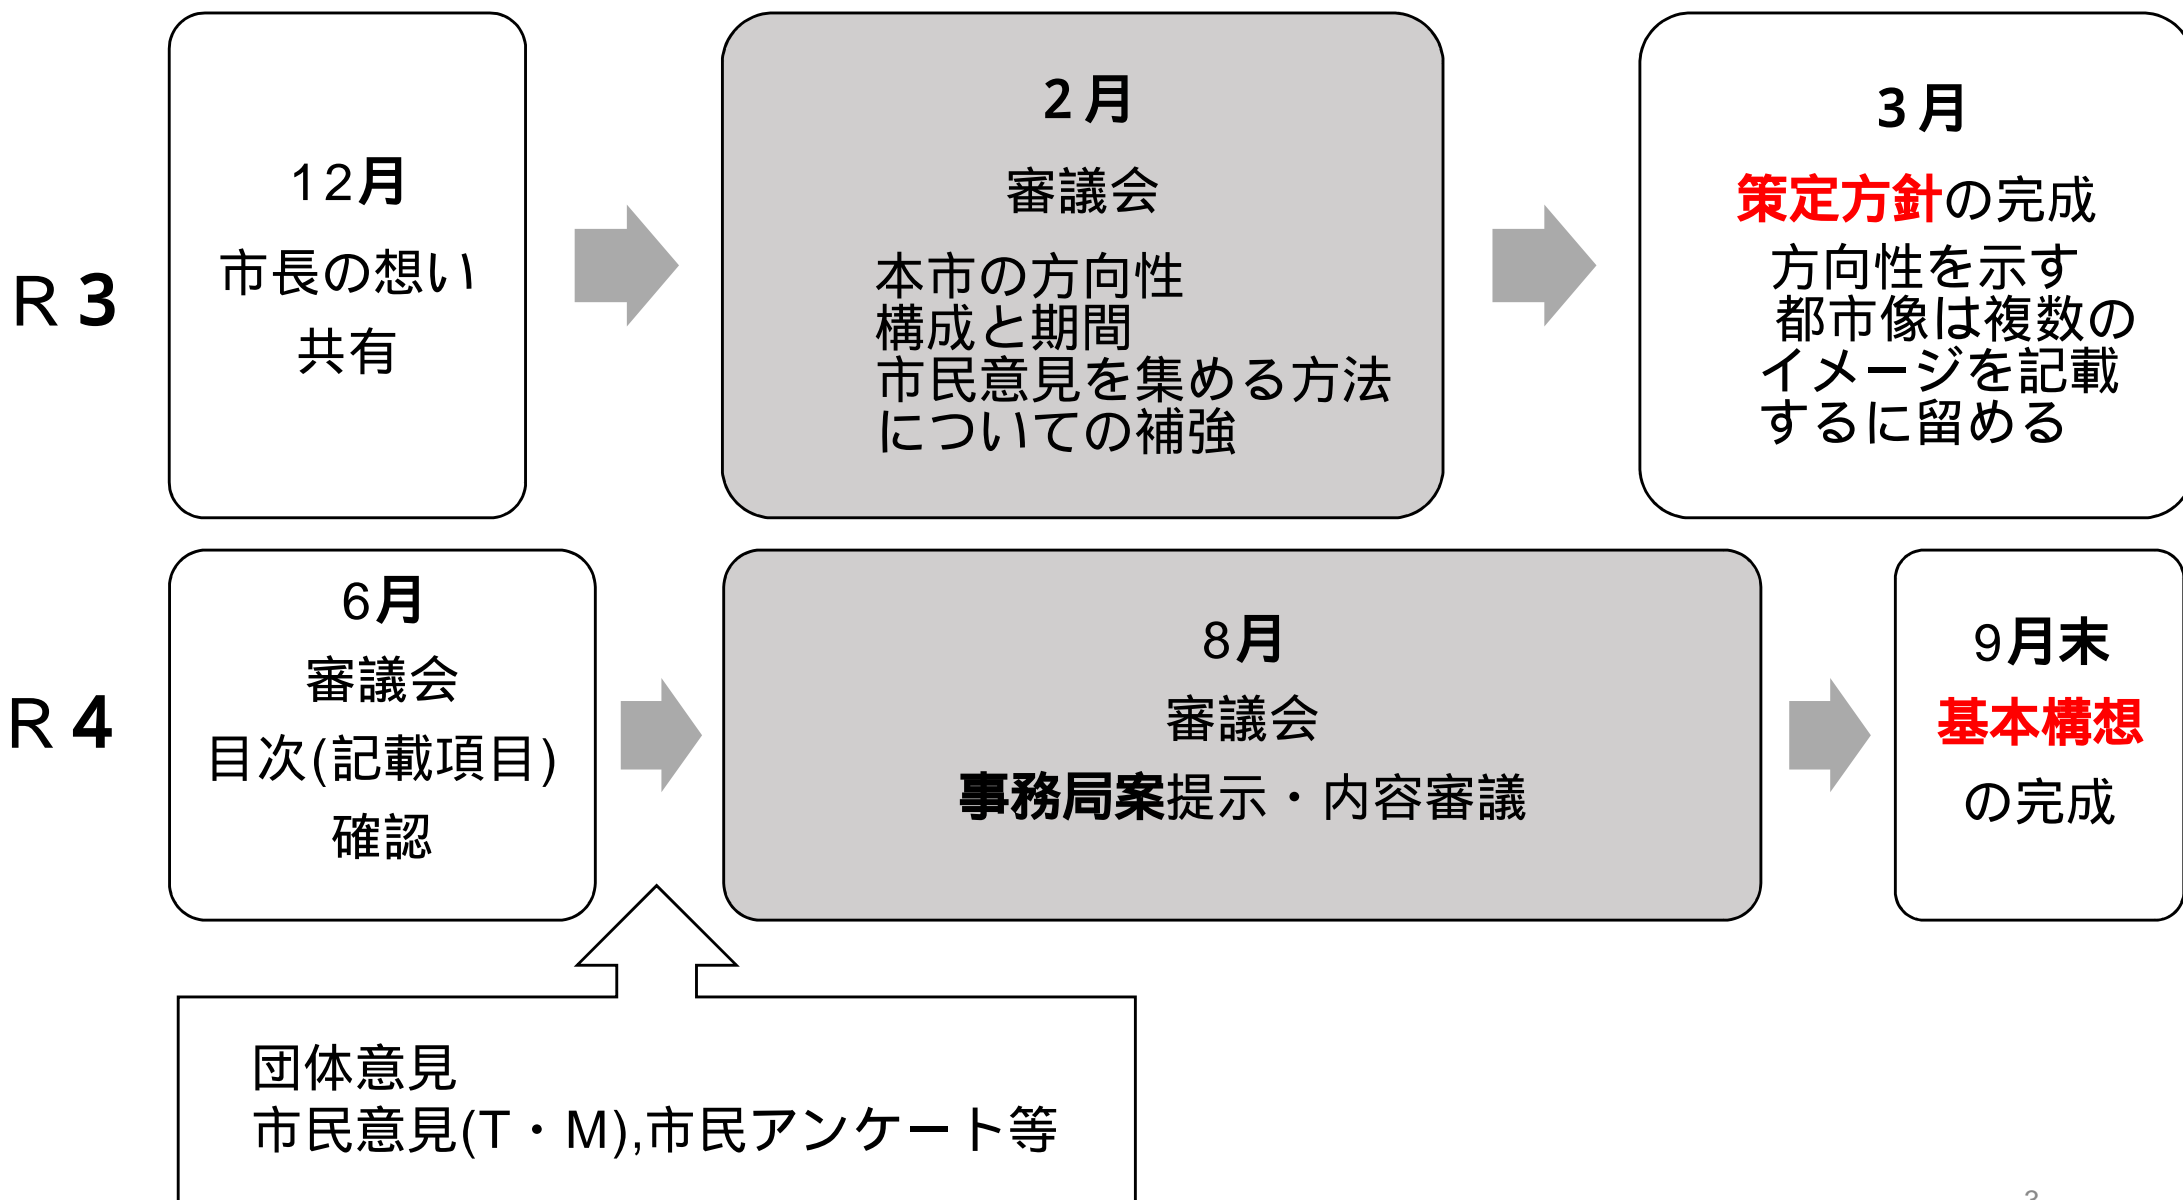 R 3
12月
市長の想い
共有
2月
審議会
本市の方向性
構成と期間
市民意見を集める方法
についての補強
3月
策定方針の完成
方向性を示す
都市像は複数の
イメージを記載
するに留める
R 4
6月
審議会
目次(記載項目)
確認
8月
審議会
事務局案提示・内容審議
9月末
基本構想
の完成
団体意見
市民意見(T・M),市民アンケート等
3